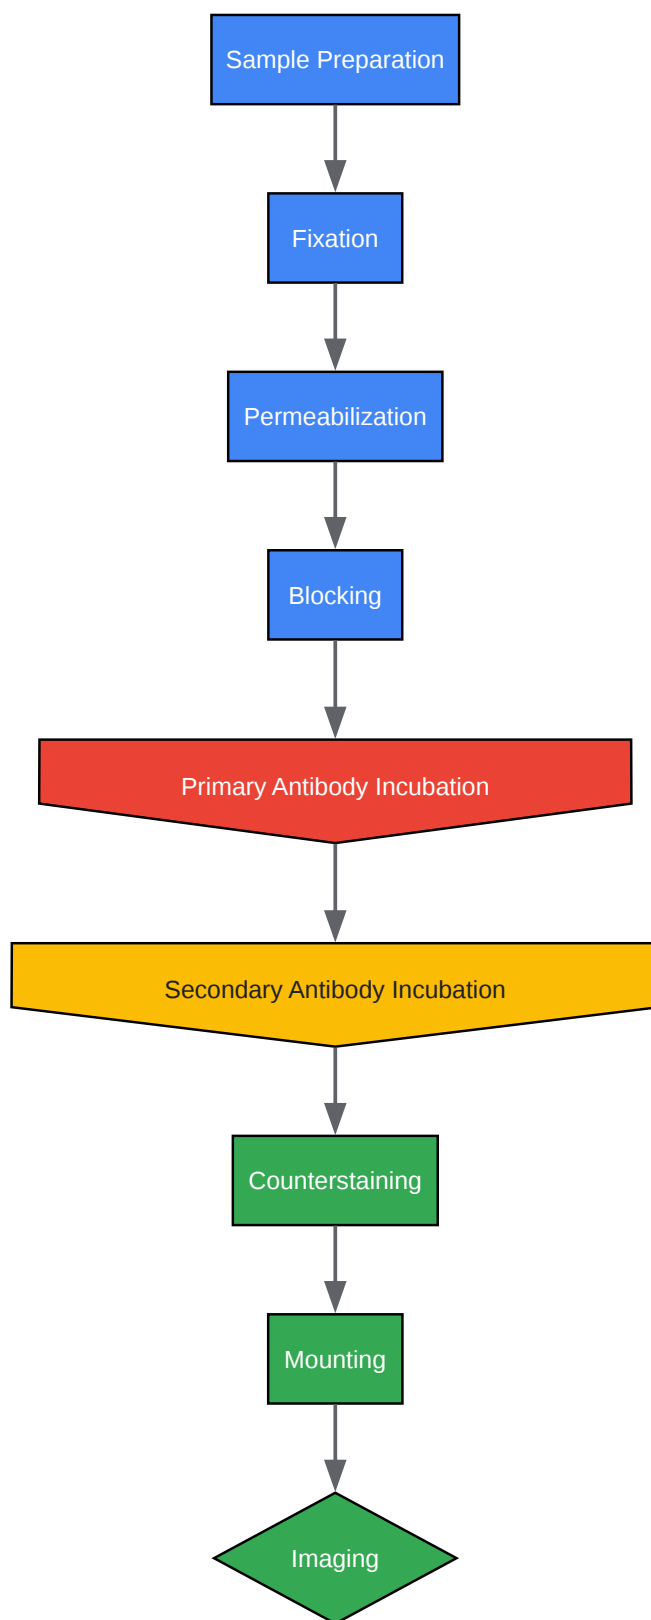 Sample Preparation
Fixation
Permeabilization
Blocking
Primary Antibody Incubation
Secondary Antibody Incubation
Counterstaining
Mounting
Imaging